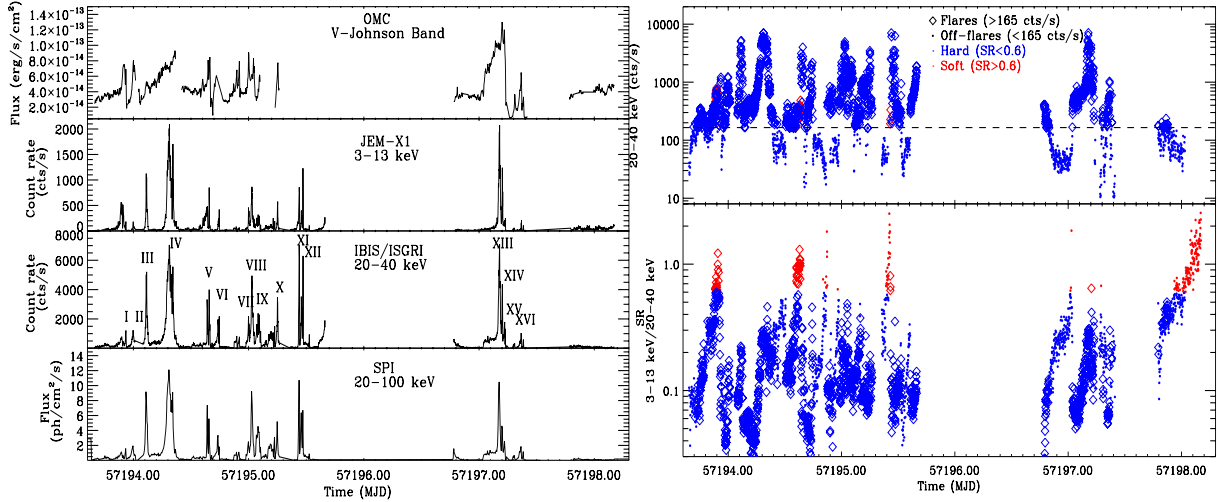 OMC
V-Johnson Band
1.4×10⁻¹³
1.2×10⁻¹³
1.0×10⁻¹³
8.0×10⁻¹⁴
6.0×10⁻¹⁴
4.0×10⁻¹⁴
2.0×10⁻¹⁴
Flux (erg/s/cm²)
JEM-X1
3-13 keV
2000
1500
1000
500
0
Count rate
(cts/s)
IBIS/ISGRI
20-40 keV
8000
6000
4000
2000
Count rate
(cts/s)
I
II
III
IV
V
VI
VI
VIII
IX
X
XI
XII
XIII
XIV
XV
XVI
SPI
20-100 keV
14
12
10
8
6
4
2
0
Flux
(ph/cm²/s)
57194.0 57195.0 57196.0 57197.0 57198.0
Time (MJD)
Flares (>165 cts/s)
Off-flares (<165 cts/s)
Hard (SR<0.6)
Soft (SR>0.6)
10000
1000
100
10
20-40 keV (cts/s)
1.0
0.1
SR
3-13 keV/20-40 keV
57194.00 57195.00 57196.00 57197.00 57198.00
Time (MJD)